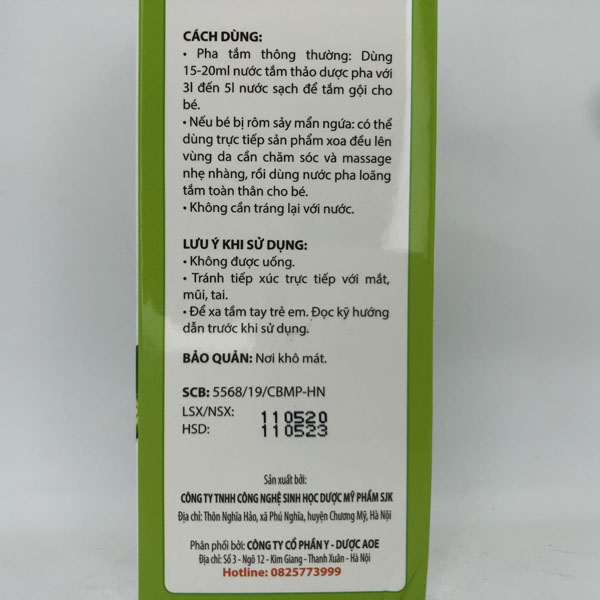 CÁCH DÙNG:
• Pha tắm thông thường: Dùng
15-20ml nước tắm thảo dược pha với
3l đến 5l nước sạch để tắm gội cho
bé.
• Nếu bé bị rôm sảy mẩn ngứa: có thể
dùng trực tiếp sản phẩm xoa đều lên
vùng da cần chăm sóc và massage
nhẹ nhàng, rồi dùng nước pha loãng
tắm toàn thân cho bé.
• Không cần tráng lại với nước.
LƯU Ý KHI SỬ DỤNG:
• Không được uống.
• Tránh tiếp xúc trực tiếp với mắt,
mũi, tai.
• Để xa tầm tay trẻ em. Đọc kỹ hướng
dẫn trước khi sử dụng.
BẢO QUẢN: Nơi khô mát.
SCB: 5568/19/CBMP-HN
LSX/NSX: 110520
HSD: 110523
Sản xuất bởi:
CÔNG TY TNHH CÔNG NGHỆ SINH HỌC DƯỢC MỸ PHẨM SJK
Địa chỉ: Thôn Nghĩa Hảo, xã Phú Nghĩa, huyện Chương Mỹ, Hà Nội
Phân phối bởi: CÔNG TY CỔ PHẦN Y - DƯỢC AOE
Địa chỉ: Số 3 - Ngõ 12 - Kim Giang - Thanh Xuân - Hà Nội
Hotline: 0825773999